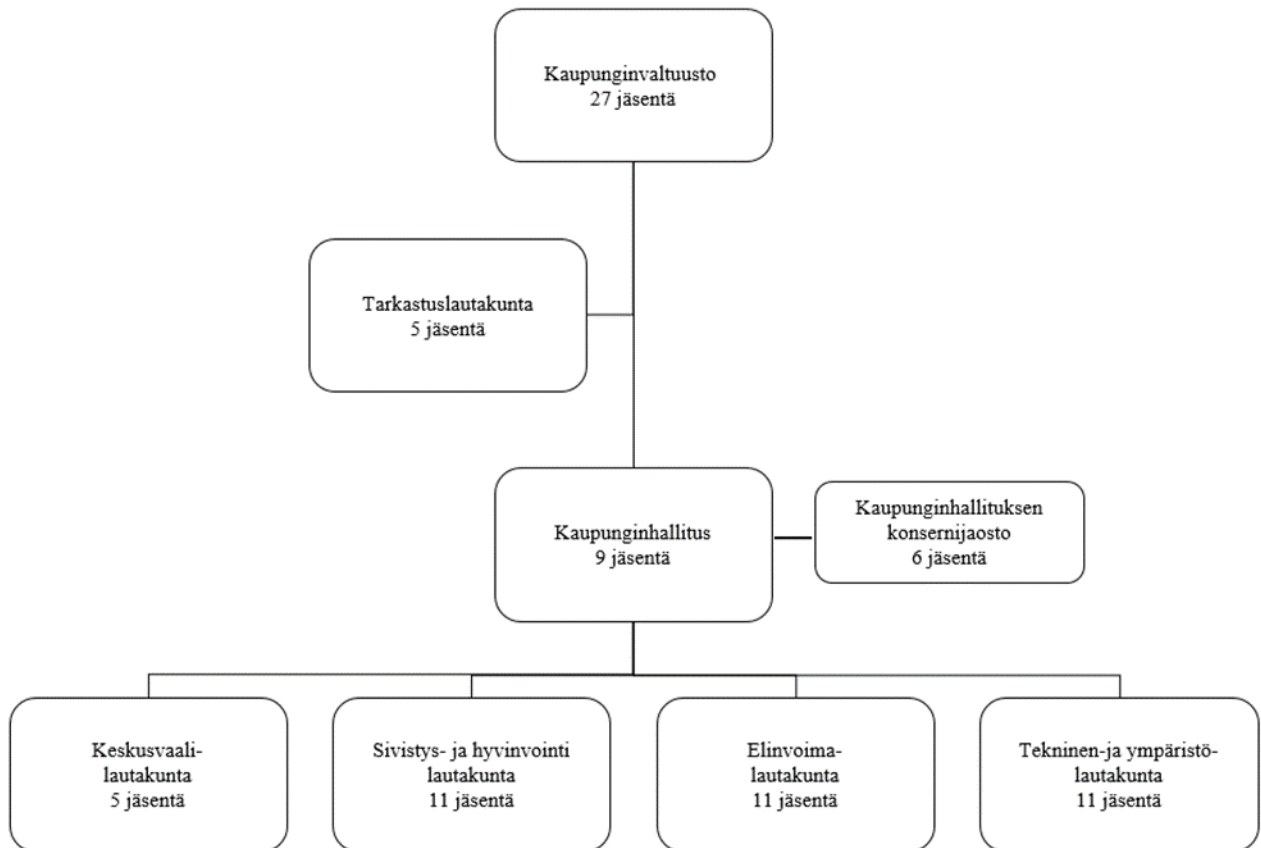 Kaupunginvaltuusto
27 jäsentä
Tarkastuslautakunta
5 jäsentä
Kaupunginhallitus
9 jäsentä
Kaupunginhallituksen
konsernijaosto
6 jäsentä
Keskusvaali-
lautakunta
5 jäsentä
Sivistys- ja hyvinvointi
lautakunta
11 jäsentä
Elinvoima-
lautakunta
11 jäsentä
Tekninen-ja ympäristö-
lautakunta
11 jäsentä